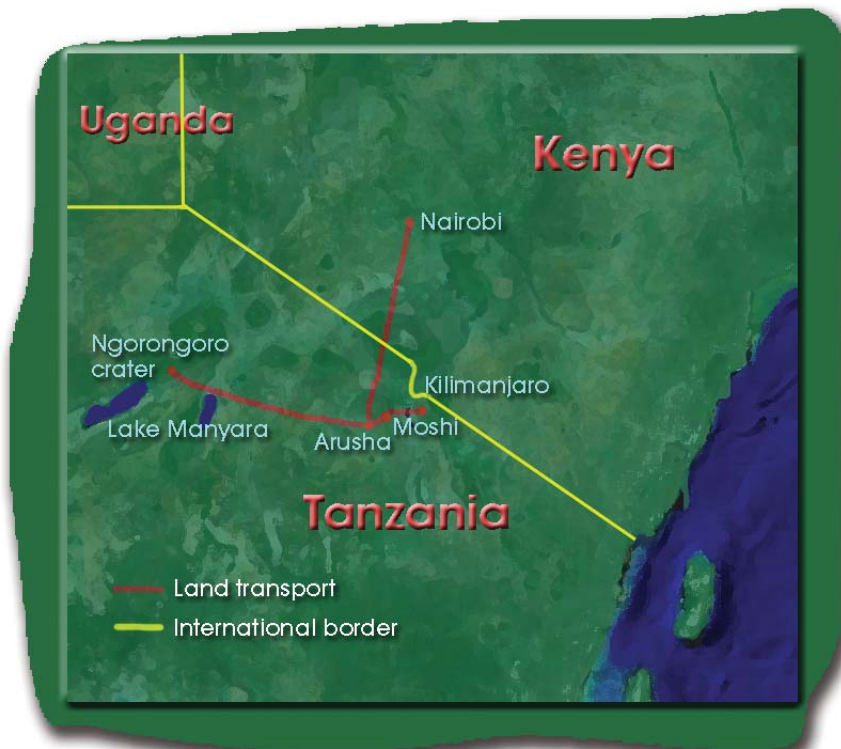 Uganda
Kenya
Nairobi
Ngorongoro
crater
Kilimanjaro
Lake Manyara
Moshi
Arusha
Tanzania
Land transport
International border